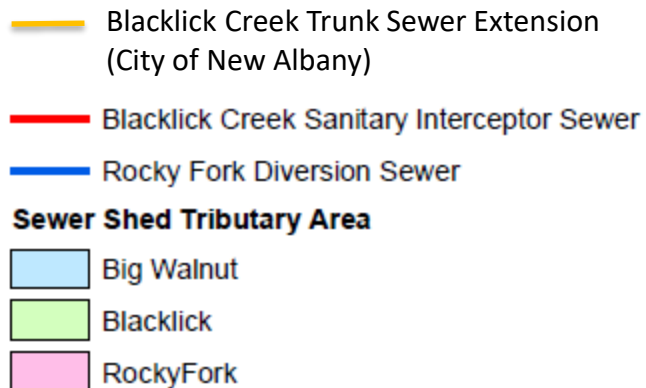 Blacklick Creek Trunk Sewer Extension
(City of New Albany)
Blacklick Creek Sanitary Interceptor Sewer
Rocky Fork Diversion Sewer
Sewer Shed Tributary Area
Big Walnut
Blacklick
RockyFork